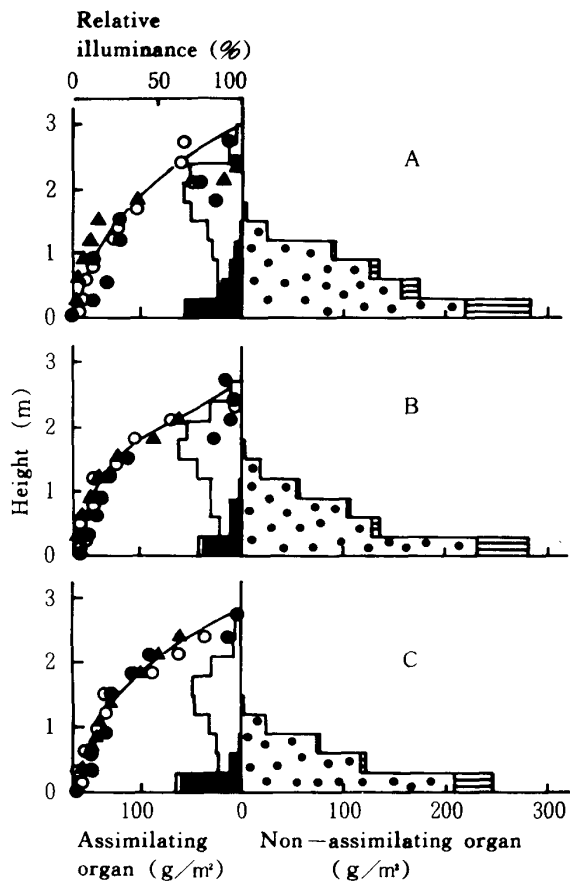 Relative
illuminance (%)
0 50 100
3
2
1
0
A
3
2
1
0
B
Height (m)
3
2
1
0
C
100 0 100 200 300
Assimilating Non−assimilating organ
organ (g/m²) (g/m²)